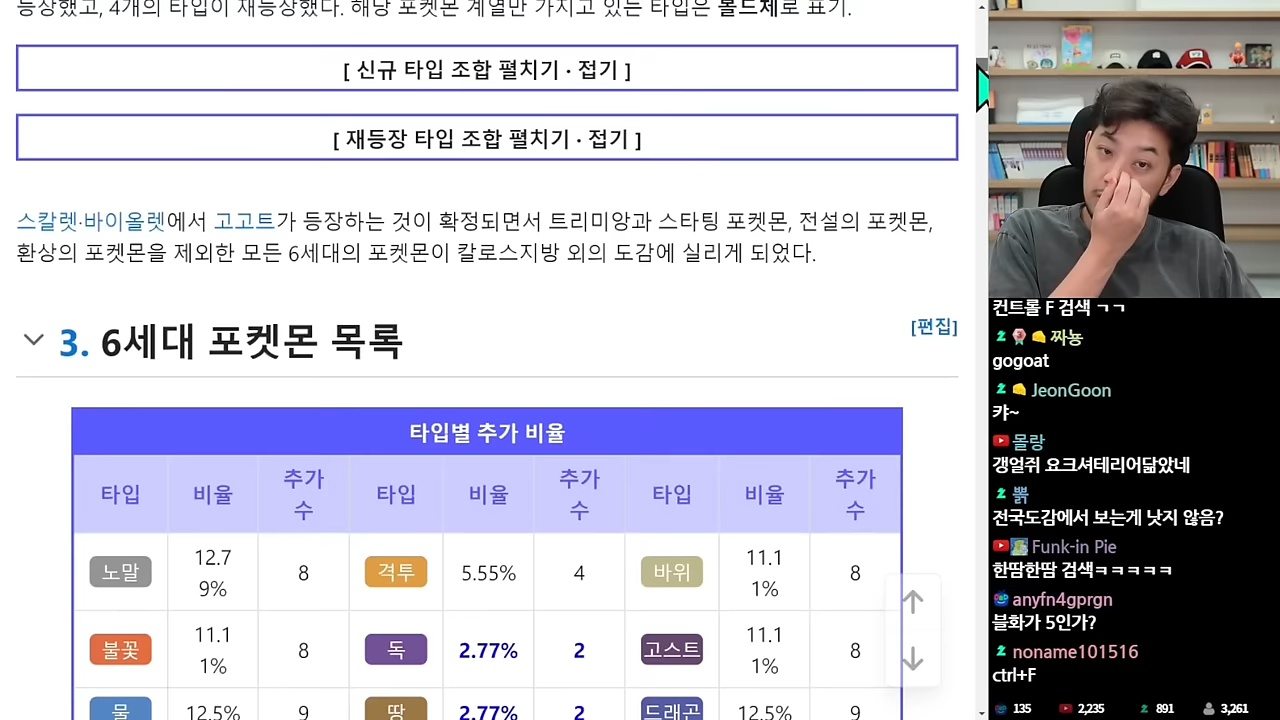 등장했고, 4개의 타입이 재등장했다. 해당 포켓몬 계열만 가지고 있는 타입은 볼드체로 표기.
[ 신규 타입 조합 펼치기 · 접기 ]
[ 재등장 타입 조합 펼치기 · 접기 ]
스칼렛·바이올렛에서 고고트가 등장하는 것이 확정되면서 트리미앙과 스타팅 포켓몬, 전설의 포켓몬,
환상의 포켓몬을 제외한 모든 6세대의 포켓몬이 칼로스지방 외의 도감에 실리게 되었다.
3. 6세대 포켓몬 목록
[편집]
타입별 추가 비율
타입 비율 추가 수 타입 비율 추가 수 타입 비율 추가 수
노말 12.79% 8 격투 5.55% 4 바위 11.11% 8
불꽃 11.11% 8 독 2.77% 2 고스트 11.11% 8
물 12.5% 9 땅 2.77% 2 드래곤 12.5% 9
컨트롤 F 검색 ㄱㄱ
짜뇽
gogoat
JeonGoon
캬~
몰랑
갱얼쥐 요크셔테리어닮았네
뿕
전국도감에서 보는게 낫지 않음?
Funk-in Pie
한땀한땀 검색ㅋㅋㅋㅋㅋ
anyfn4gprgn
블화가 5인가?
noname101516
ctrl+F
135 2,235 891 3,261